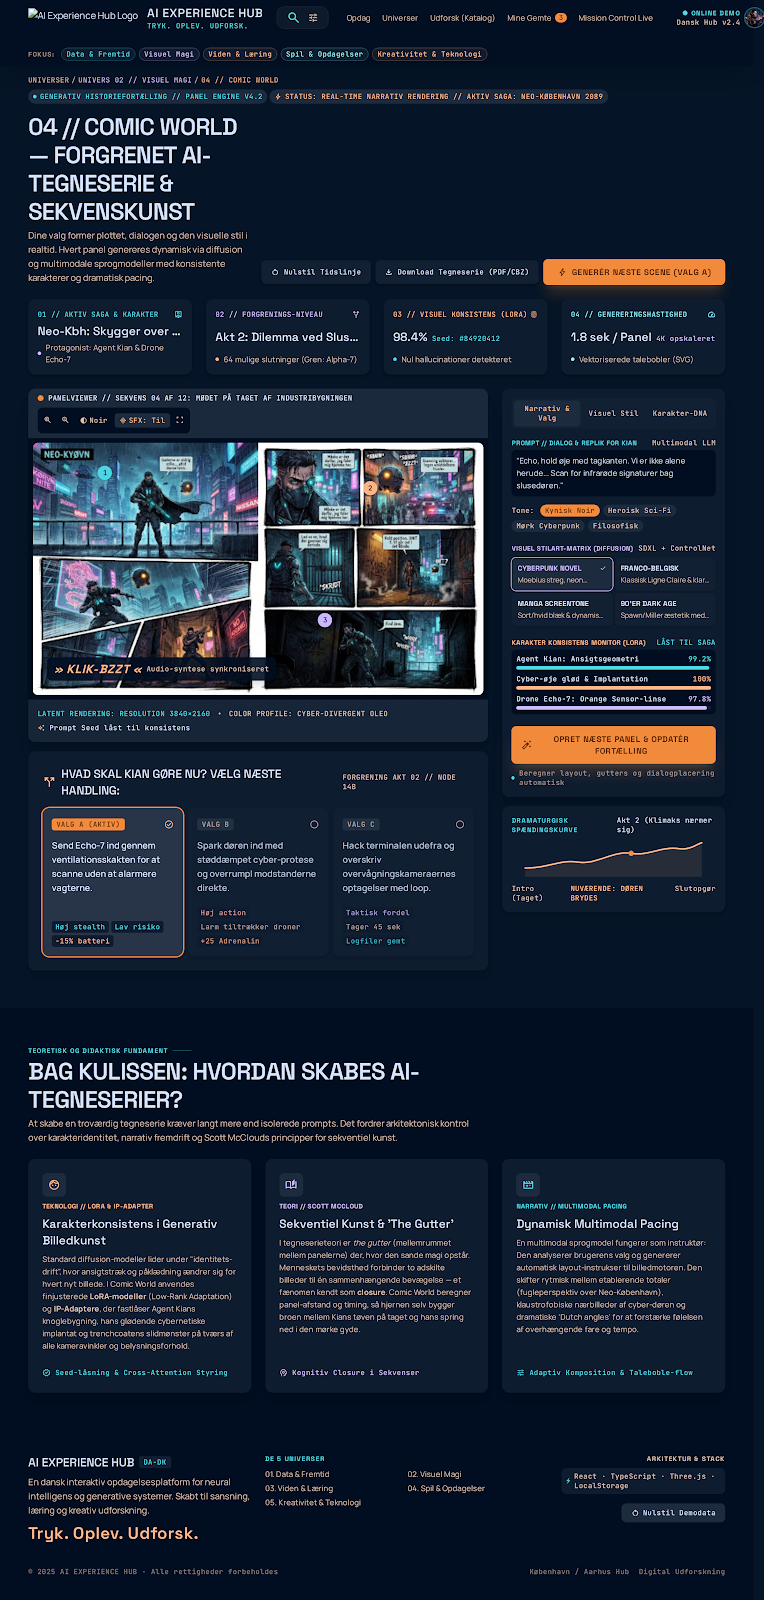 AI Experience Hub Logo
AI EXPERIENCE HUB
TRYK. OPLEV. UDFORSK.
Opdag
Universer
Udforsk (Katalog)
Mine Gemte 3
Mission Control Live
ONLINE DEMO
Dansk Hub v2.4
FOKUS:
Data & Fremtid
Visuel Magi
Viden & Læring
Spil & Opdagelser
Kreativitet & Teknologi
UNIVERSER / UNIVERS 02 // VISUEL MAGI / 04 // COMIC WORLD
GENERATIV HISTORIEFORTÆLLING // PANEL ENGINE V4.2
STATUS: REAL-TIME NARRATIV RENDERING // AKTIV SAGA: NEO-KØBENHAVN 2089
04 // COMIC WORLD
— FORGRENET AI-
TEGNESERIE &
SEKVENSKUNST
Dine valg former plottet, dialogen og den visuelle stil i
realtid. Hvert panel genereres dynamisk via diffusion
og multimodale sprogmodeller med konsistente
karakterer og dramatisk pacing.
Nulstil Tidslinje
Download Tegneserie (PDF/CBZ)
GENERÉR NÆSTE SCENE (VALG A)
01 // AKTIV SAGA & KARAKTER
Neo-Kbh: Skygger over ...
Protagonist: Agent Kian & Drone
Echo-7
02 // FORGRENINGS-NIVEAU
Akt 2: Dilemma ved Slus...
64 mulige slutninger (Gren: Alpha-7)
03 // VISUEL KONSISTENS (LORA)
98.4% Seed: #84920412
Nul hallucinationer detekteret
04 // GENERERINGSHASTIGHED
1.8 sek / Panel 4K opskaleret
Vektoriserede talebobler (SVG)
PANELVIEWER // SEKVENS 04 AF 12: MØDET PÅ TAGET AF INDUSTRIBYGNINGEN
Noir
SFX: Til
NEO-KYØVN
1
2
3
» KLIK-BZZT « Audio-syntese synkroniseret
LATENT RENDERING: RESOLUTION 3840×2160 • COLOR PROFILE: CYBER-DIVERGENT OLEO
Prompt Seed låst til konsistens
HVAD SKAL KIAN GØRE NU? VÆLG NÆSTE
HANDLING:
FORGRENING AKT 02 // NODE
14B
VALG A (AKTIV)
Send Echo-7 ind gennem
ventilationsskakten for at
scanne uden at alarmere
vagterne.
Høj stealth
Lav risiko
-15% batteri
VALG B
Spark døren ind med
støddæmpet cyber-protese
og overrumpl modstanderne
direkte.
Høj action
Larm tiltrækker droner
+25 Adrenalin
VALG C
Hack terminalen udefra og
overskriv
overvågningskameraernes
optagelser med loop.
Taktisk fordel
Tager 45 sek
Logfiler gemt
Narrativ &
Valg
Visuel Stil
Karakter-DNA
PROMPT // DIALOG & REPLIK FOR KIAN
Multimodal LLM
"Echo, hold øje med tagkanten. Vi er ikke alene
herude... Scan for infrarøde signaturer bag
slusedøren."
Tone:
Kynisk Noir
Heroisk Sci-Fi
Mørk Cyberpunk
Filosofisk
VISUEL STILART-MATRIX (DIFFUSION)
SDXL + ControlNet
CYBERPUNK NOVEL
Moebius streg, neon...
FRANCO-BELGISK
Klassisk Ligne Claire & klar...
MANGA SCREENTONE
Sort/hvid blæk & dynamis...
90'ER DARK AGE
Spawn/Miller æstetik med...
KARAKTER KONSISTENS MONITOR (LORA)
LÅST TIL SAGA
Agent Kian: Ansigtsgeometri 99.2%
Cyber-øje glød & Implantation 100%
Drone Echo-7: Orange Sensor-linse 97.8%
OPRET NÆSTE PANEL & OPDATÉR
FORTÆLLING
Beregner layout, gutters og dialogplacering
automatisk
DRAMATURGISK
SPÆNDINGSKURVE
Akt 2 (Klimaks nærmer
sig)
Intro
(Taget)
NUVÆRENDE: DØREN
BRYDES
Slutopgør
TEORETISK OG DIDAKTISK FUNDAMENT
BAG KULISSEN: HVORDAN SKABES AI-
TEGNESERIER?
At skabe en troværdig tegneserie kræver langt mere end isolerede prompts. Det fordrer arkitektonisk kontrol
over karakteridentitet, narrativ fremdrift og Scott McClouds principper for sekventiel kunst.
TEKNOLOGI // LORA & IP-ADAPTER
Karakterkonsistens i Generativ
Billedkunst
Standard diffusion-modeller lider under "identitets-
drift", hvor ansigtstræk og påklædning ændrer sig for
hvert nyt billede. I Comic World anvendes
finjusterede LoRA-modeller (Low-Rank Adaptation)
og IP-Adaptere, der fastlåser Agent Kians
knoglebygning, hans glødende cybernetiske
implantat og trenchcoatens slidmønster på tværs af
alle kameravinkler og belysningsforhold.
Seed-låsning & Cross-Attention Styring
TEORI // SCOTT MCCLOUD
Sekventiel Kunst & 'The Gutter'
I tegneserieteori er the gutter (mellemrummet
mellem panelerne) der, hvor den sande magi opstår.
Menneskets bevidsthed forbinder to adskilte
billeder til én sammenhængende bevægelse — et
fænomen kendt som closure. Comic World beregner
panel-afstand og timing, så hjernen selv bygger
broen mellem Kians tøven på taget og hans spring
ned i den mørke gyde.
Kognitiv Closure i Sekvenser
NARRATIV // MULTIMODAL PACING
Dynamisk Multimodal Pacing
En multimodal sprogmodel fungerer som instruktør:
Den analyserer brugerens valg og genererer
automatisk layout-instrukser til billedmotoren. Den
skifter rytmisk mellem etablerende totaler
(fugleperspektiv over Neo-København),
klaustrofobiske nærbilleder af cyber-døren og
dramatiske 'Dutch angles' for at forstærke følelsen
af overhængende fare og tempo.
Adaptiv Komposition & Taleboble-flow
AI EXPERIENCE HUB DA-DK
En dansk interaktiv opdagelsesplatform for neural
intelligens og generative systemer. Skabt til sansning,
læring og kreativ udforskning.
Tryk. Oplev. Udforsk.
DE 5 UNIVERSER
01. Data & Fremtid
02. Visuel Magi
03. Viden & Læring
04. Spil & Opdagelser
05. Kreativitet & Teknologi
ARKITEKTUR & STACK
React · TypeScript · Three.js ·
LocalStorage
Nulstil Demodata
© 2025 AI EXPERIENCE HUB · Alle rettigheder forbeholdes
København / Aarhus Hub Digital Udforskning